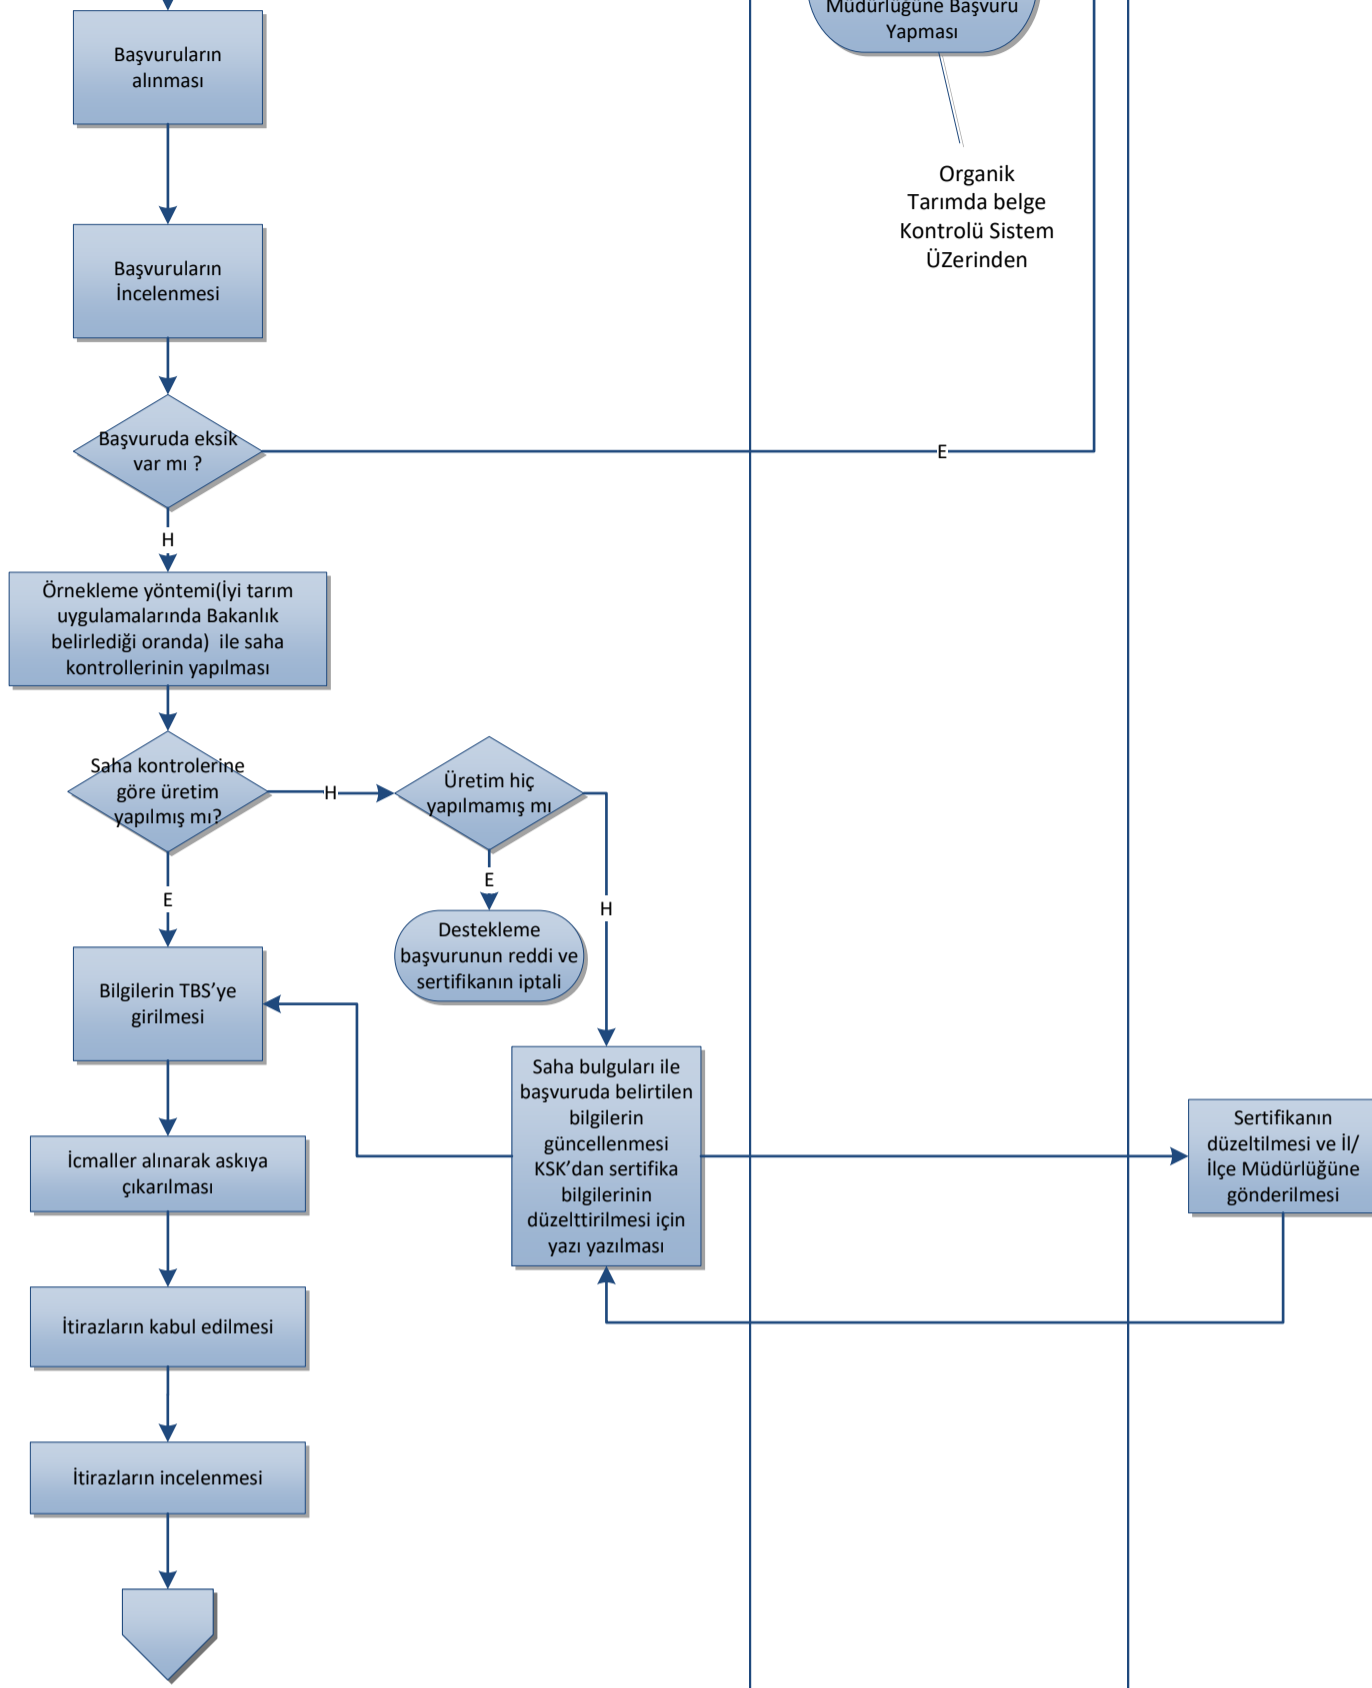 Müdürlüğüne Başvuru
Yapması
Başvuruların
alınması
Organik
Tarımda belge
Kontrolü Sistem
ÜZerinden
Başvuruların
İncelenmesi
Başvuruda eksik
var mı ?
E
H
Örnekleme yöntemi(İyi tarım
uygulamalarında Bakanlık
belirlediği oranda)  ile saha
kontrollerinin yapılması
Saha kontrolerine
göre üretim
yapılmış mı?
H
Üretim hiç
yapılmamış mı
E
E
H
Destekleme
başvurunun reddi ve
sertifikanın iptali
Bilgilerin TBS’ye
girilmesi
Saha bulguları ile
başvuruda belirtilen
bilgilerin
güncellenmesi
KSK’dan sertifika
bilgilerinin
düzelttirilmesi için
yazı yazılması
Sertifikanın
düzeltilmesi ve İl/
İlçe Müdürlüğüne
gönderilmesi
İcmaller alınarak askıya
çıkarılması
İtirazların kabul edilmesi
İtirazların incelenmesi